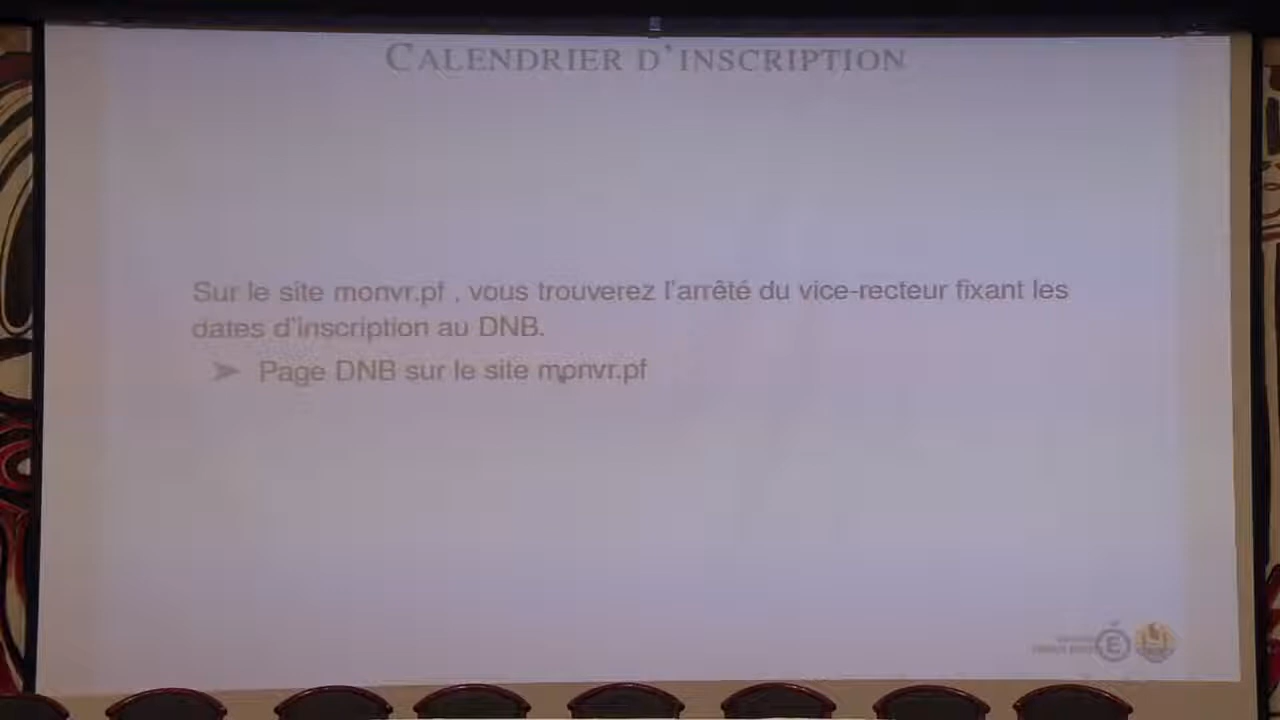 CALENDRIER D'INSCRIPTION
Sur le site monvr.pf , vous trouverez l'arrêté du vice-recteur fixant les
dates d'inscription au DNB.
➤ Page DNB sur le site monvr.pf